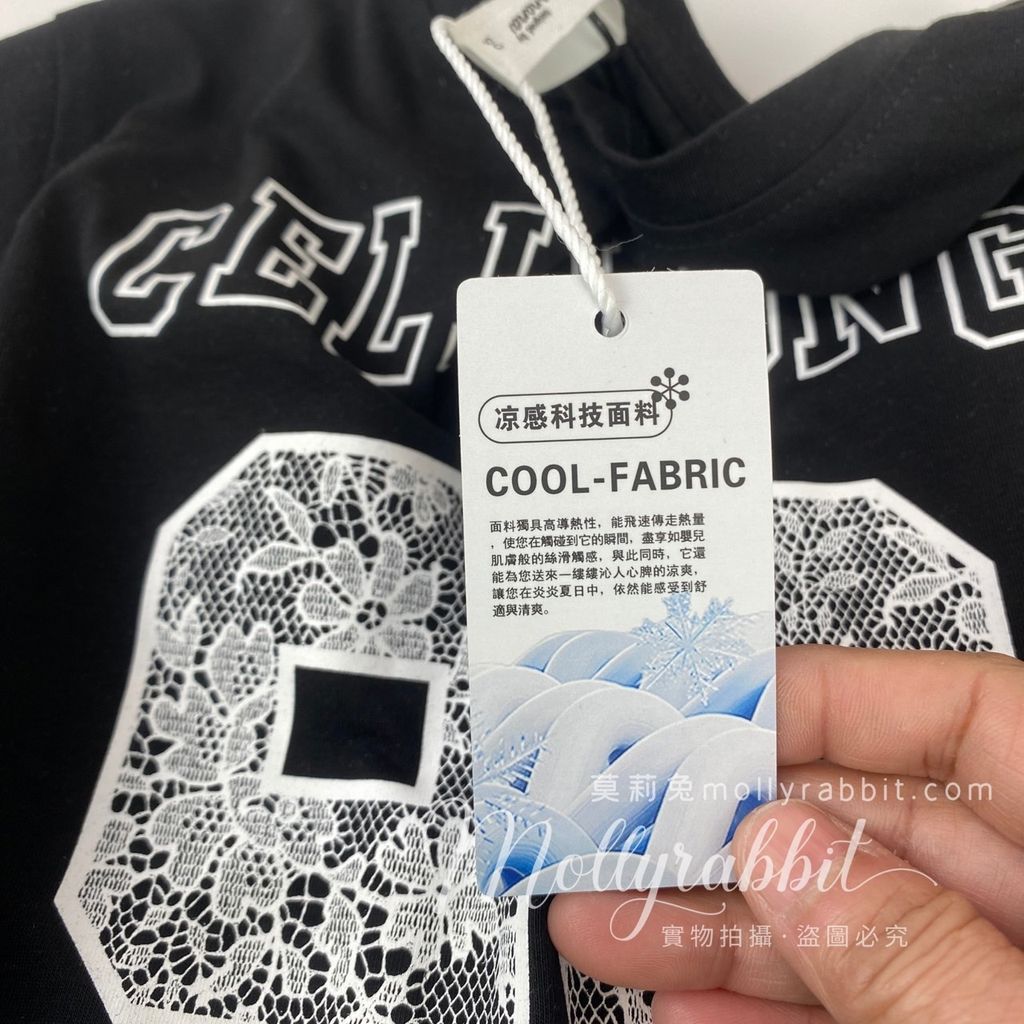 CEL
NG
凉感科技面料
COOL-FABRIC
面料獨具高導熱性，能飛速傳走熱量
，使您在觸碰到它的瞬間，盡享如嬰兒
肌膚般的絲滑觸感，與此同時，它還
能為您送來一縷縷沁人心脾的涼爽，
讓您在炎炎夏日中，依然能感受到舒
適與清爽。
莫莉兔mollyrabbit.com
Mollyrabbit
實物拍攝·盜圖必究